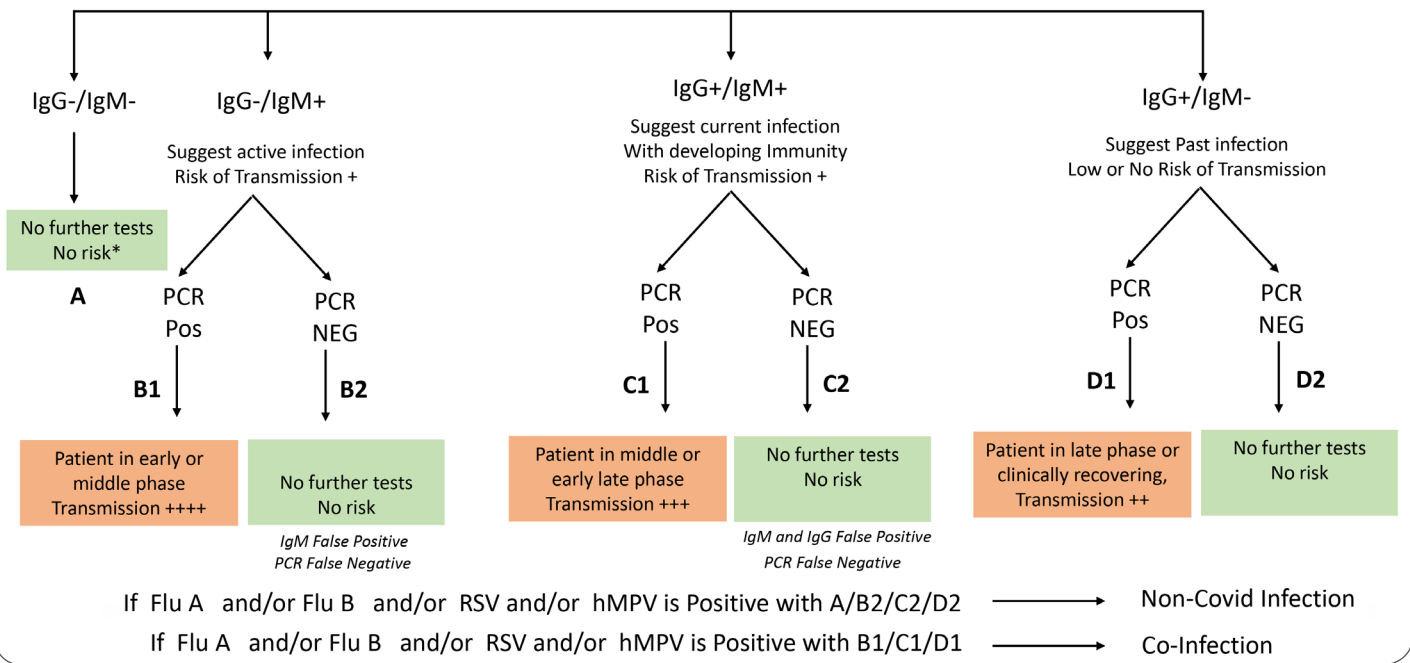 IgG-/IgM-
No further tests
No risk*
A
IgG-/IgM+
Suggest active infection
Risk of Transmission +
PCR
Pos
B1
Patient in early or
middle phase
Transmission ++++
PCR
NEG
B2
No further tests
No risk
IgM False Positive
PCR False Negative
IgG+/IgM+
Suggest current infection
With developing Immunity
Risk of Transmission +
PCR
Pos
C1
Patient in middle or
early late phase
Transmission +++
PCR
NEG
C2
No further tests
No risk
IgM and IgG False Positive
PCR False Negative
IgG+/IgM-
Suggest Past infection
Low or No Risk of Transmission
PCR
Pos
D1
Patient in late phase or
clinically recovering,
Transmission ++
PCR
NEG
D2
No further tests
No risk
If Flu A and/or Flu B and/or RSV and/or hMPV is Positive with A/B2/C2/D2 Non-Covid Infection
If Flu A and/or Flu B and/or RSV and/or hMPV is Positive with B1/C1/D1 Co-Infection